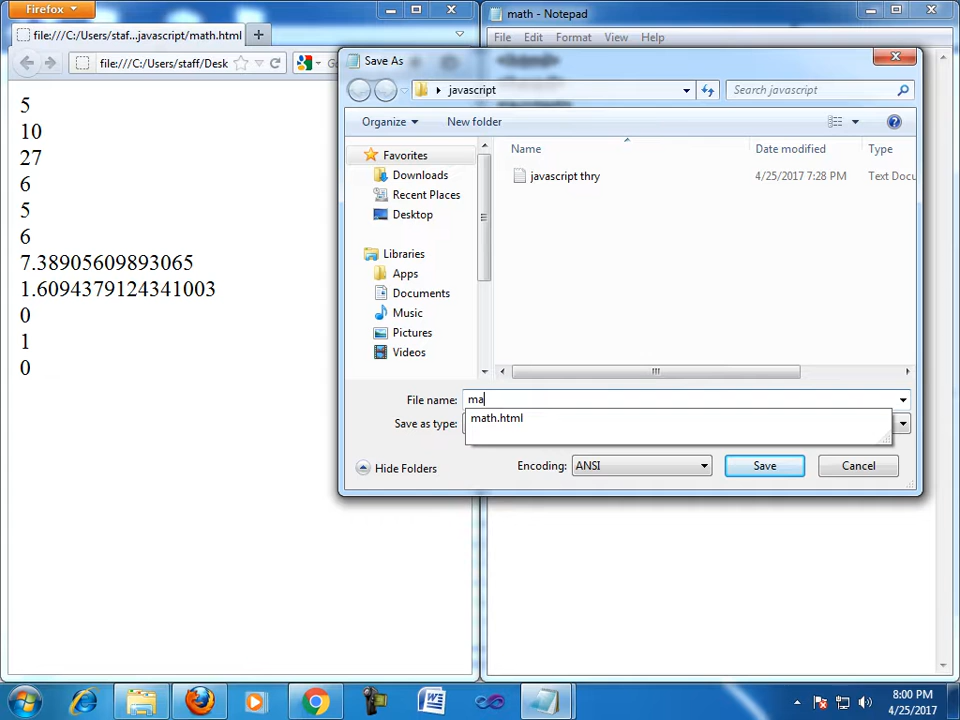 Firefox
file:///C:/Users/staf...javascript/math.html
file:///C:/Users/staff/Desk
5
10
27
6
5
6
7.38905609893065
1.6094379124341003
0
1
0
math - Notepad
File Edit Format View Help
Save As
javascript
Search javascript
Organize New folder
Name Date modified Type
javascript thry 4/25/2017 7:28 PM Text Docu
Favorites
Downloads
Recent Places
Desktop
Libraries
Apps
Documents
Music
Pictures
Videos
File name: ma
math.html
Save as type:
Hide Folders
Encoding: ANSI
Save
Cancel
8:00 PM
4/25/2017